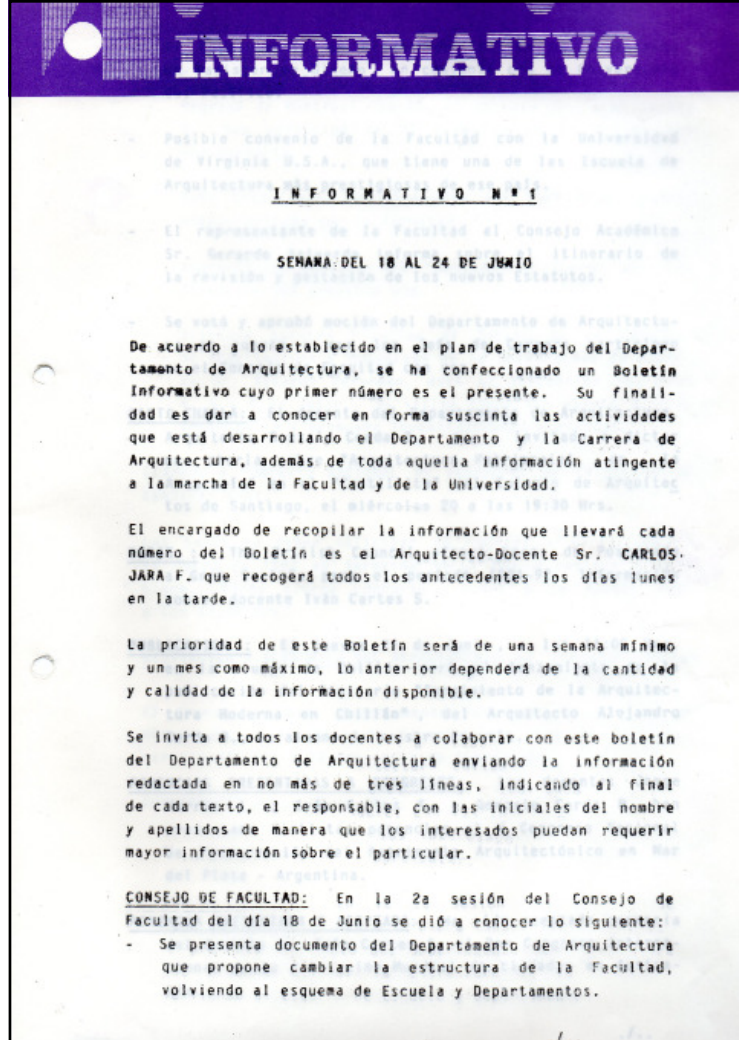 INFORMATIVO
INFORMATIVO Nº1
SEMANA DEL 18 AL 24 DE JUNIO
De acuerdo a lo establecido en el plan de trabajo del Depar-
tamento de Arquitectura, se ha confeccionado un Boletín
Informativo cuyo primer número es el presente. Su finali-
dad es dar a conocer en forma suscinta las actividades
que está desarrollando el Departamento y la Carrera de
Arquitectura, además de toda aquella información atingente
a la marcha de la Facultad y de la Universidad.
El encargado de recopilar la información que llevará cada
número del Boletín es el Arquitecto-Docente Sr. CARLOS
JARA F. que recogerá todos los antecedentes los días lunes
en la tarde.
La prioridad de este Boletín será de una semana mínimo
y un mes como máximo, lo anterior dependerá de la cantidad
y calidad de la información disponible.
Se invita a todos los docentes a colaborar con este boletín
del Departamento de Arquitectura enviando la información
redactada en no más de tres líneas, indicando al final
de cada texto, el responsable, con las iniciales del nombre
y apellidos de manera que los interesados puedan requerir
mayor información sobre el particular.
CONSEJO DE FACULTAD: En la 2a sesión del Consejo de
Facultad del día 18 de Junio se dió a conocer lo siguiente:
- Se presenta documento del Departamento de Arquitectura
que propone cambiar la estructura de la Facultad,
volviendo al esquema de Escuela y Departamentos.